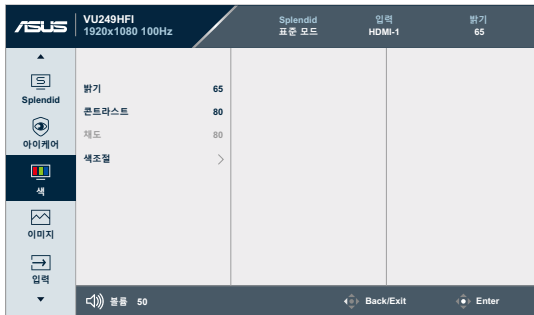 ASUS
VU249HFI
1920x1080 100Hz
Splendid
표준 모드
입력
HDMI-1
밝기
65
Splendid
아이케어
색
이미지
입력
밝기 65
콘트라스트 80
채도 80
색조절
볼륨 50
Back/Exit
Enter